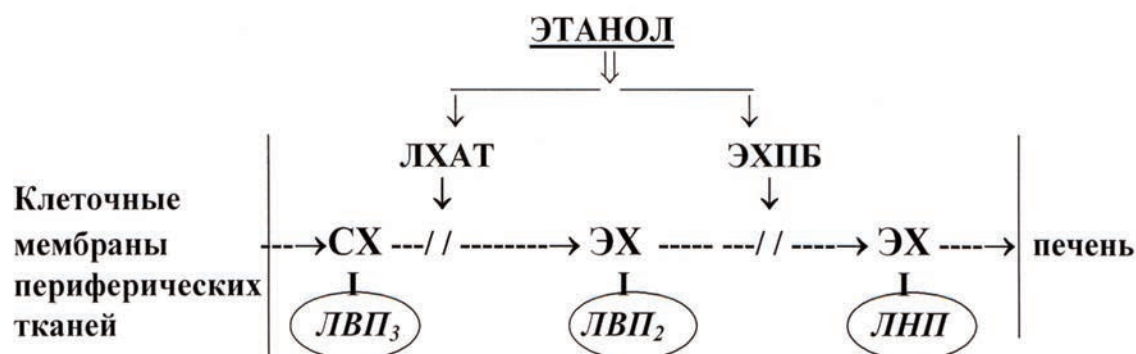 ЭТАНОЛ
ЛХАТ ЭХПБ
Клеточные
мембраны СХ ЭХ ЭХ печень
периферических
тканей ЛВП₃ ЛВП₂ ЛНП